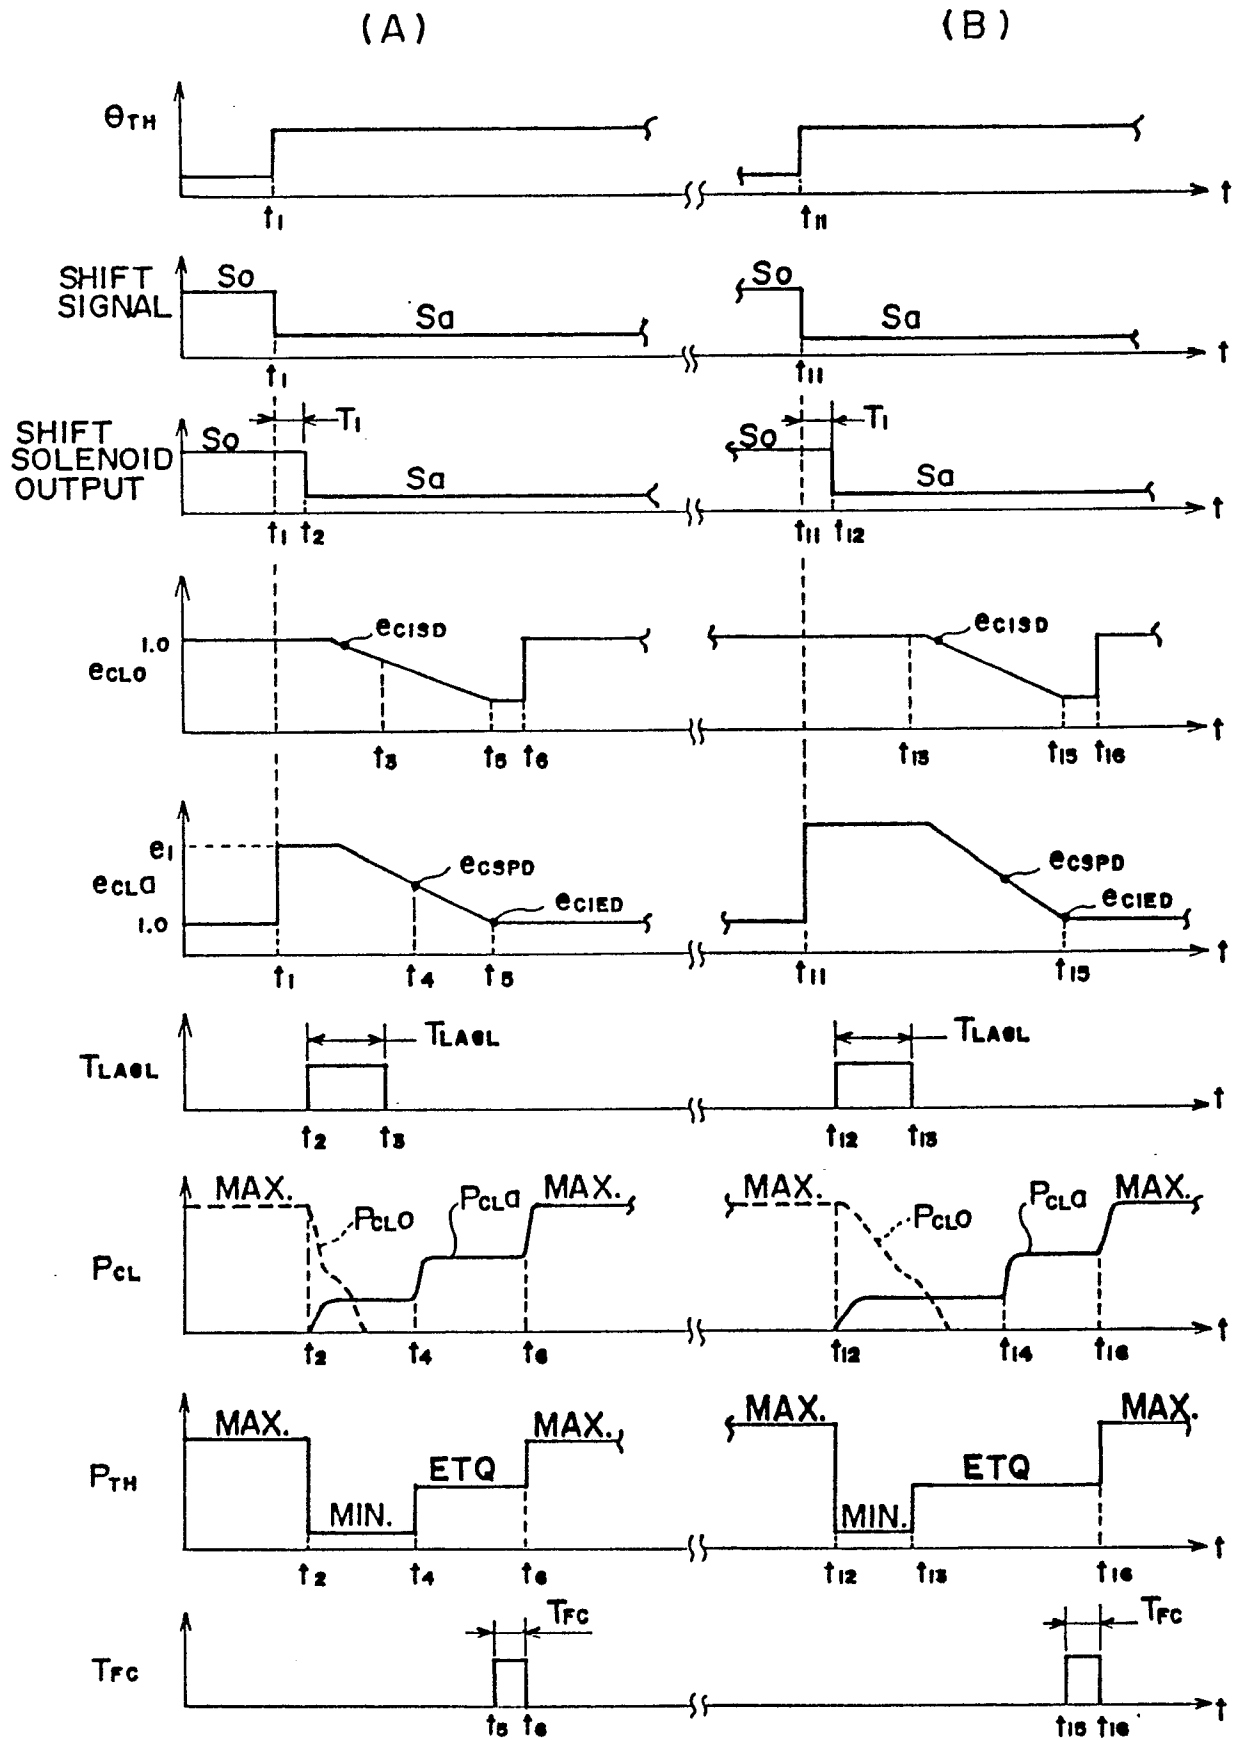 (A) (B)
θTH
t
t1 t11
SHIFT
SIGNAL
So Sa So Sa
t
t1 t11
SHIFT
SOLENOID
OUTPUT
So T1 Sa So T1 Sa
t
t1 t2 t11 t12
1.0
eCLO
eCISD eCISD
t
t3 t5 t6 t13 t15 t16
e1
eCLa
1.0
eCSPD eCIED eCSPD eCIED
t
t1 t4 t5 t11 t15
TLAGL
TLAGL TLAGL
t
t2 t3 t12 t13
PCL
MAX. PCLO PCLa MAX. MAX. PCLO PCLa MAX.
t
t2 t4 t6 t12 t14 t16
PTH
MAX. MIN. ETQ MAX. MAX. MIN. ETQ MAX.
t
t2 t4 t6 t12 t13 t16
TFC
TFC TFC
t
t5 t6 t15 t16